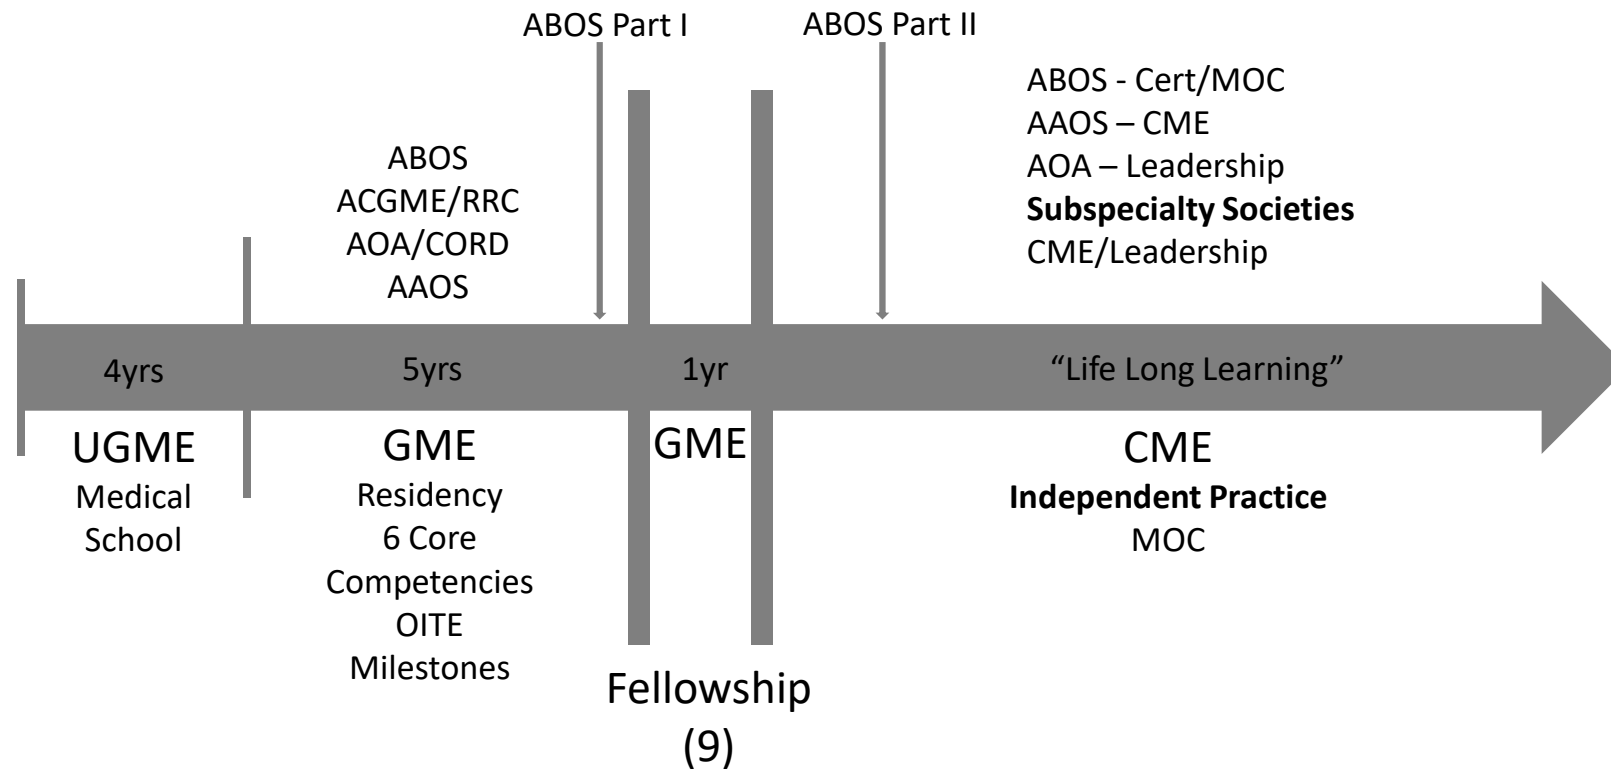 ABOS Part I
ABOS Part II
ABOS - Cert/MOC
AAOS – CME
AOA – Leadership
Subspecialty Societies
CME/Leadership
ABOS
ACGME/RRC
AOA/CORD
AAOS
4yrs
5yrs
1yr
“Life Long Learning”
UGME
Medical
School
GME
Residency
6 Core
Competencies
OITE
Milestones
GME
Fellowship
(9)
CME
Independent Practice
MOC